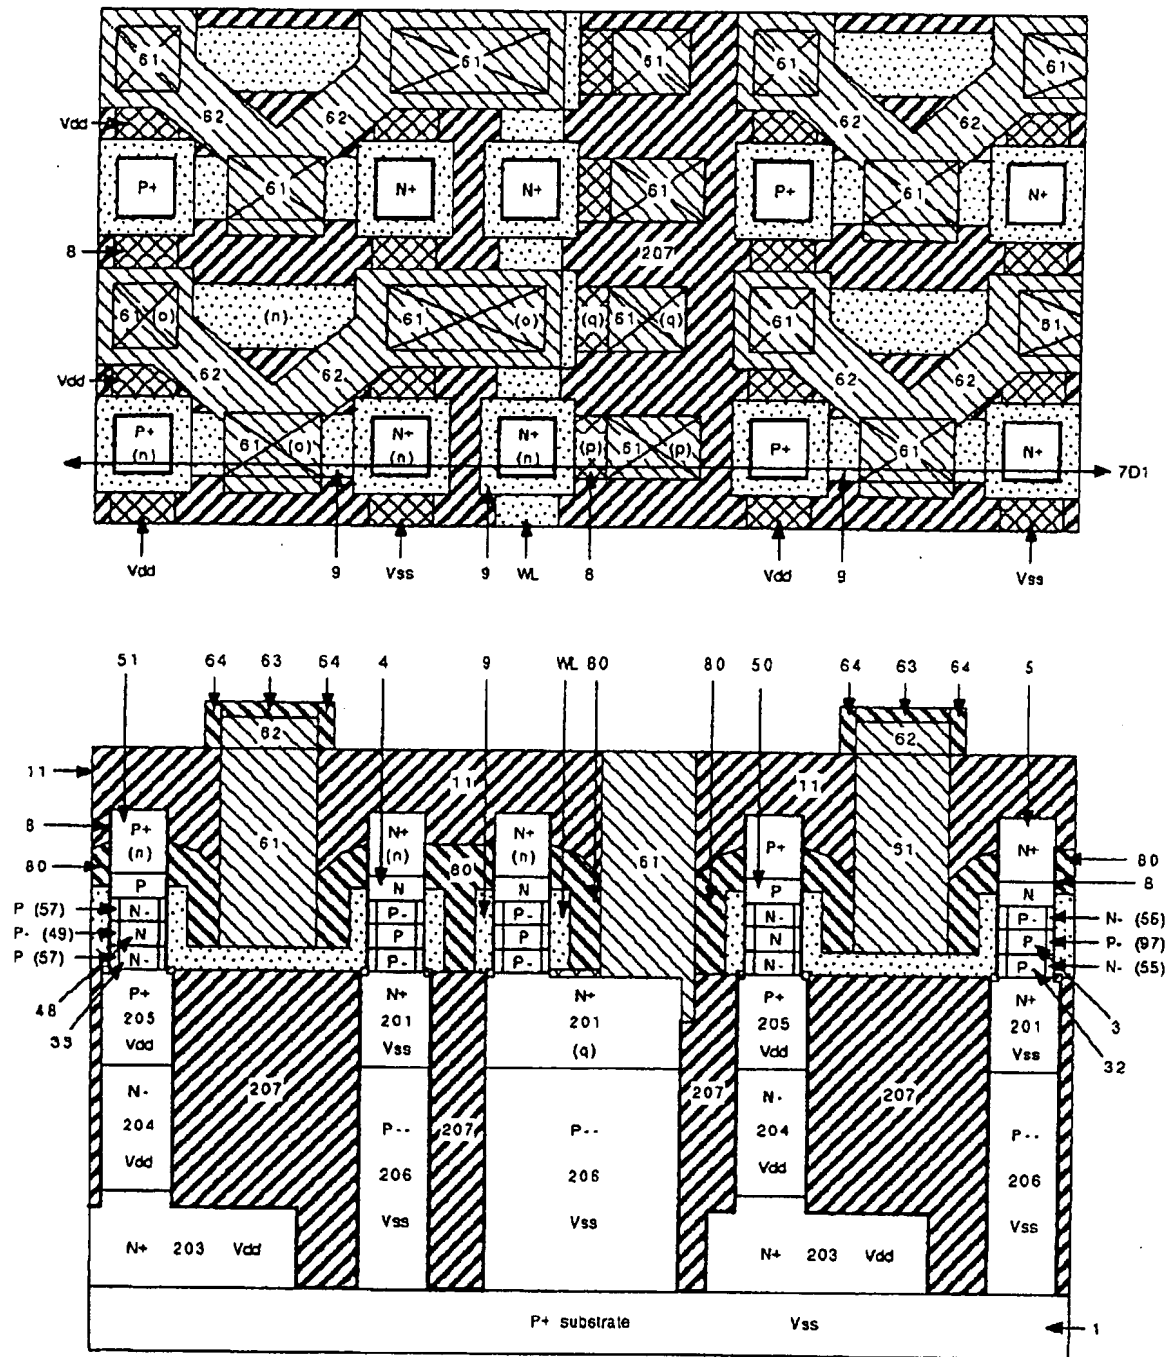 61 61 61 61 61
Vdd 62 62 62 62
P+ 61 N+ N+ 61 P+ 61 N+
8 207
61 (o) (n) 61 (o) (q) 61 (q) 61 61
Vdd 62 62 62 62
P+ (n) 61 (o) N+ (n) N+ (n) (p) 61 (p) P+ 61 N+
7D1
Vdd 9 Vss 9 WL 8 Vdd 9 Vss
51 64 63 64 4 9 WL 80 80 50 64 63 64 5
62 62
11 11 11
8 P+ (n) 61 N+ (n) N+ (n) 61 P+ 61 N+
80 80 80
8
P N N P N
P (57) N- P- P- N- P- N- (56)
P- (49) N P P N P P- (97)
P (57) N- P- P- N- P N- (55)
48 P+ N+ N+ P+ N+ 3
33 205 201 201 205 201 32
Vdd Vss (q) Vdd Vss
N- 207 207 N- 207
204 P-- 207 P-- 204 P--
Vdd 206 206 Vdd 206
Vss Vss Vss
N+ 203 Vdd N+ 203 Vdd
P+ substrate Vss 1